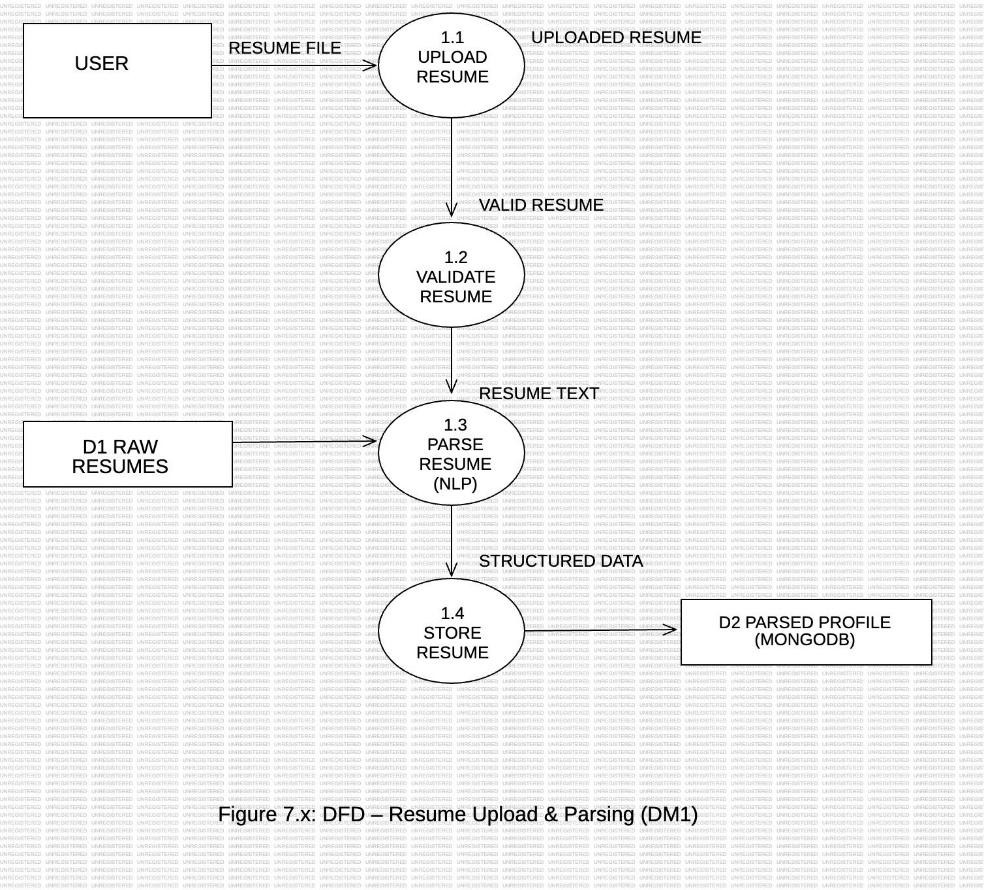 USER
RESUME FILE
1.1
UPLOAD
RESUME
UPLOADED RESUME
VALID RESUME
1.2
VALIDATE
RESUME
RESUME TEXT
D1 RAW
RESUMES
1.3
PARSE
RESUME
(NLP)
STRUCTURED DATA
1.4
STORE
RESUME
D2 PARSED PROFILE
(MONGODB)
Figure 7.x: DFD – Resume Upload & Parsing (DM1)
UNREGISTERED